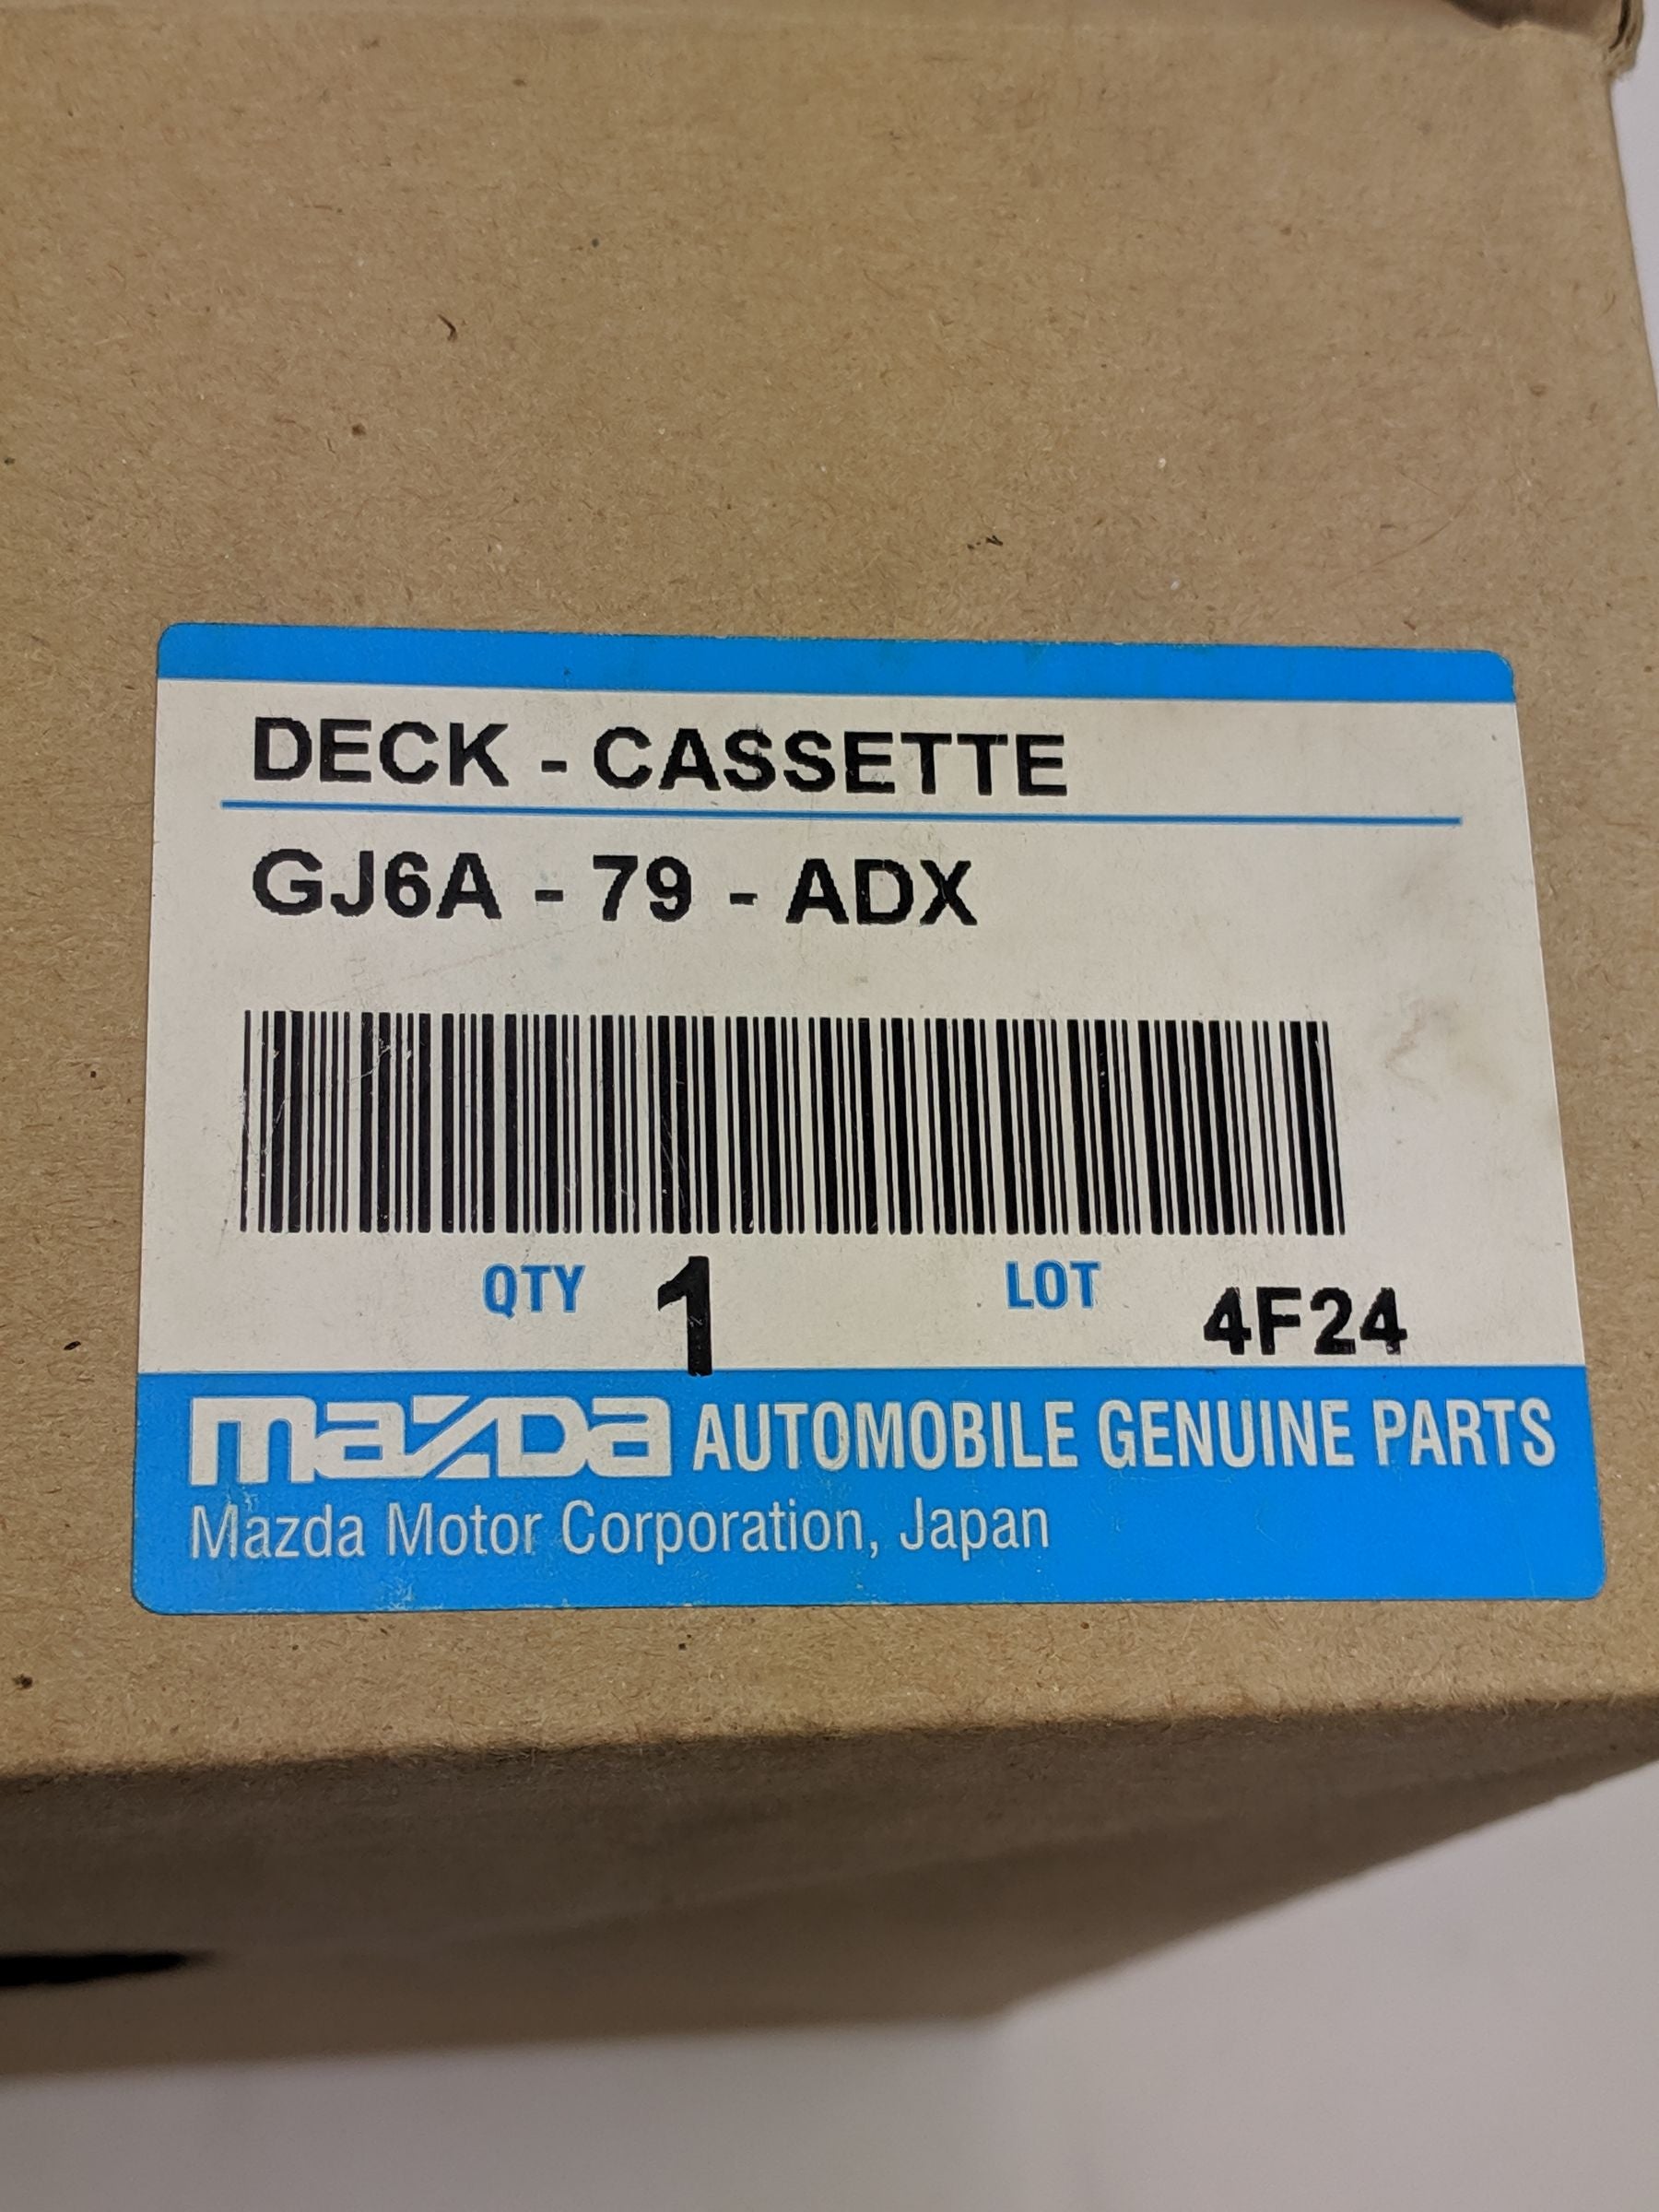 DECK - CASSETTE
GJ6A - 79 - ADX
QTY 1 LOT 4F24
mazda AUTOMOBILE GENUINE PARTS
Mazda Motor Corporation, Japan